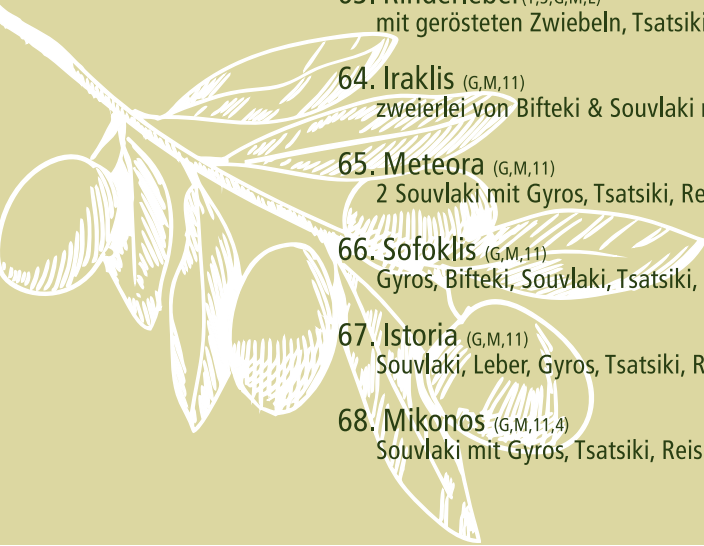 mit gerösteten Zwiebeln, Tsatsiki
64. Iraklis (G,M,11)
zweierlei von Bifteki & Souvlaki
65. Meteora (G,M,11)
2 Souvlaki mit Gyros, Tsatsiki,
66. Sofoklis (G,M,11)
Gyros, Bifteki, Souvlaki, Tsatsiki,
67. Istoria (G,M,11)
Souvlaki, Leber, Gyros, Tsatsiki,
68. Mikonos (G,M,11,4)
Souvlaki mit Gyros, Tsatsiki, Reis